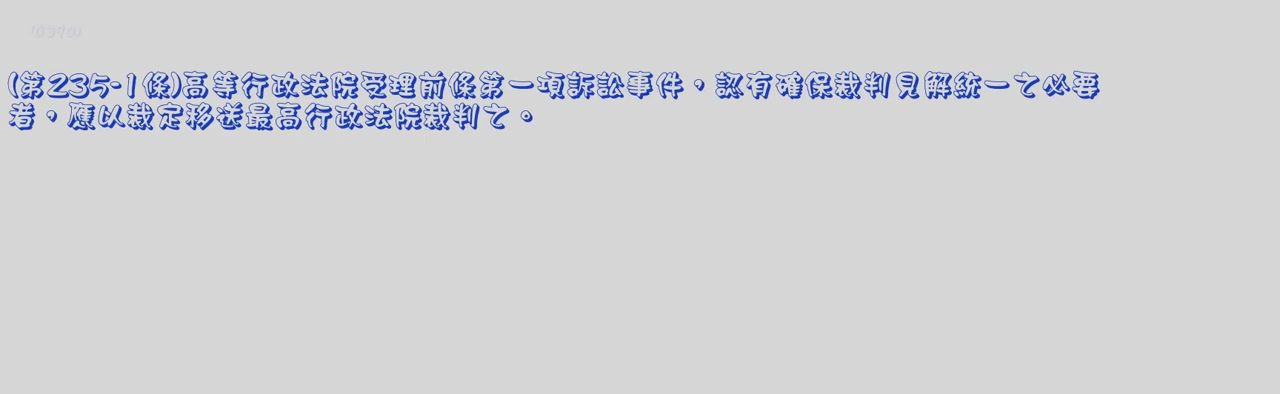 (第235-1條)高等行政法院受理前條第一項訴訟事件，認有確保裁判見解統一之必要
者，應以裁定移送最高行政法院裁判之。